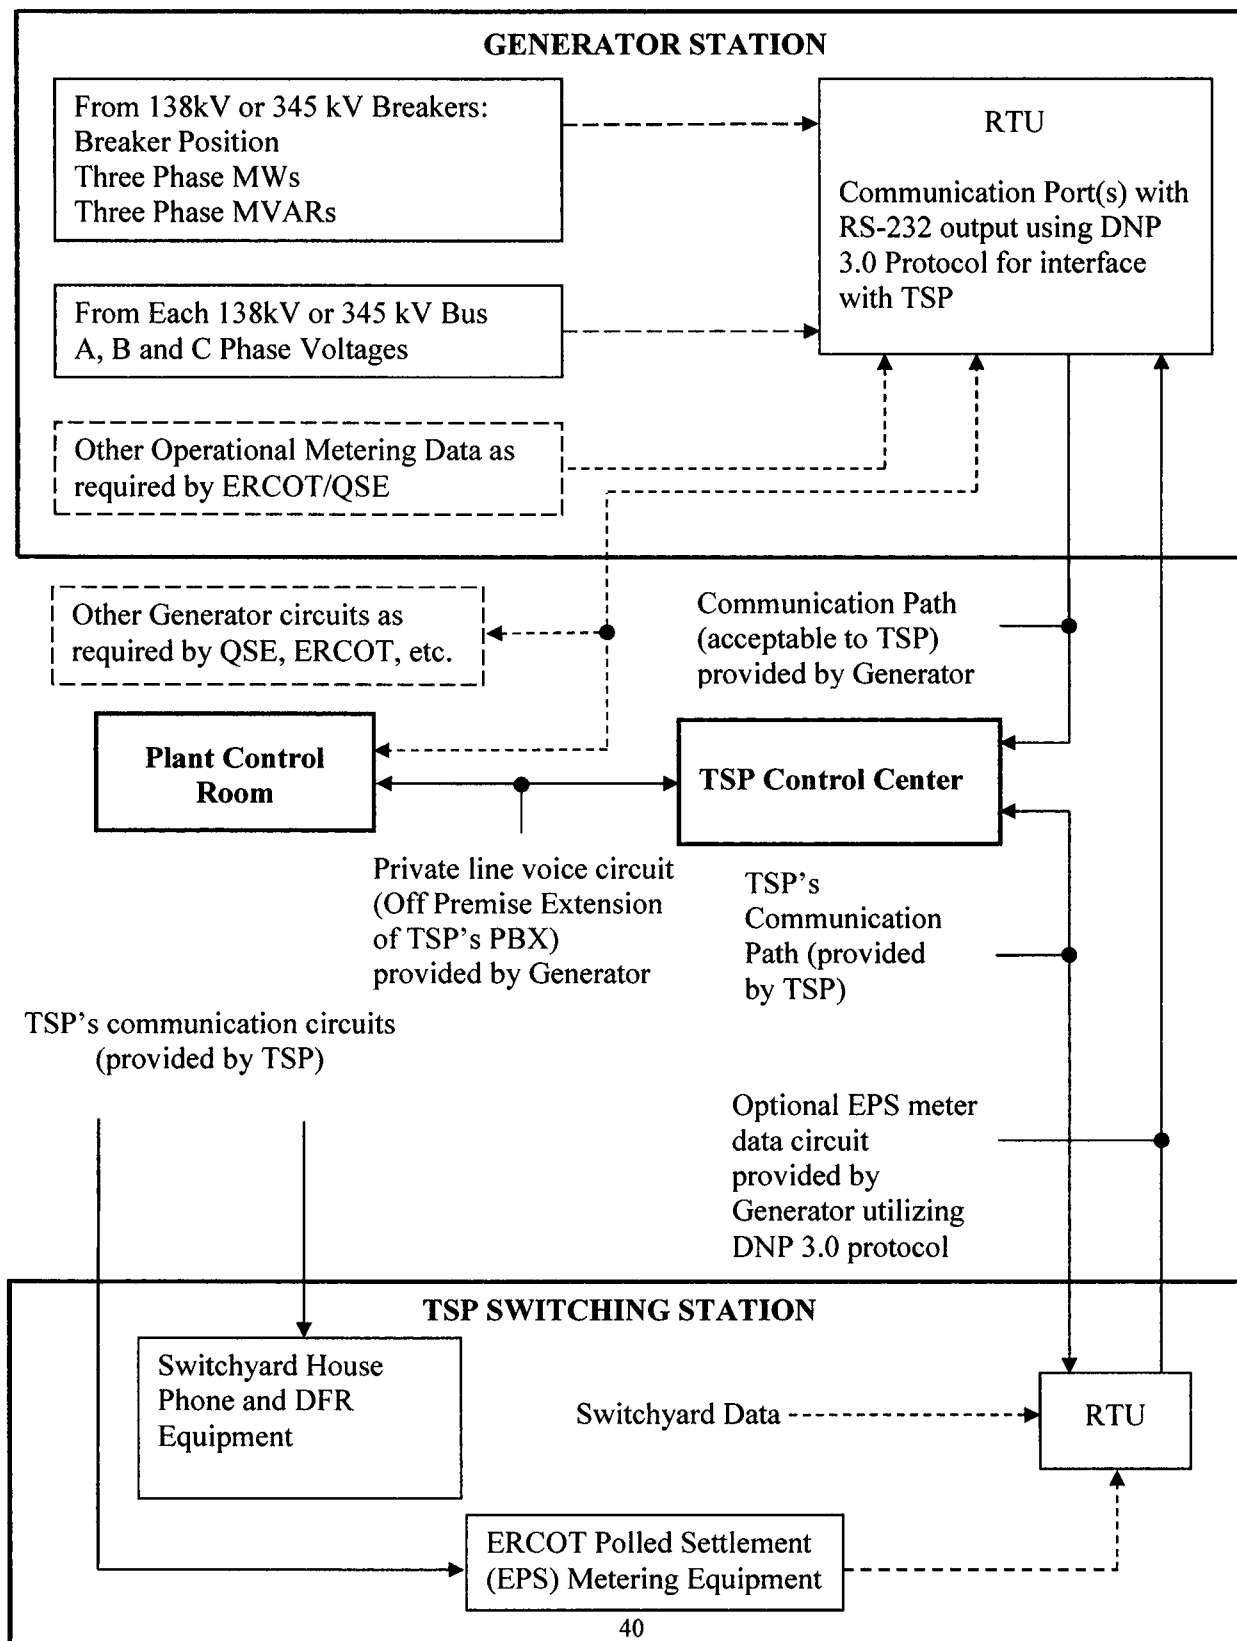 GENERATOR STATION
From 138kV or 345 kV Breakers:
Breaker Position
Three Phase MWs
Three Phase MVARs
RTU
Communication Port(s) with
RS-232 output using DNP
3.0 Protocol for interface
with TSP
From Each 138kV or 345 kV Bus
A, B and C Phase Voltages
Other Operational Metering Data as
required by ERCOT/QSE
Other Generator circuits as
required by QSE, ERCOT, etc.
Communication Path
(acceptable to TSP)
provided by Generator
Plant Control
Room
TSP Control Center
Private line voice circuit
(Off Premise Extension
of TSP’s PBX)
provided by Generator
TSP’s
Communication
Path (provided
by TSP)
TSP’s communication circuits
(provided by TSP)
Optional EPS meter
data circuit
provided by
Generator utilizing
DNP 3.0 protocol
TSP SWITCHING STATION
Switchyard House
Phone and DFR
Equipment
Switchyard Data
RTU
ERCOT Polled Settlement
(EPS) Metering Equipment
40